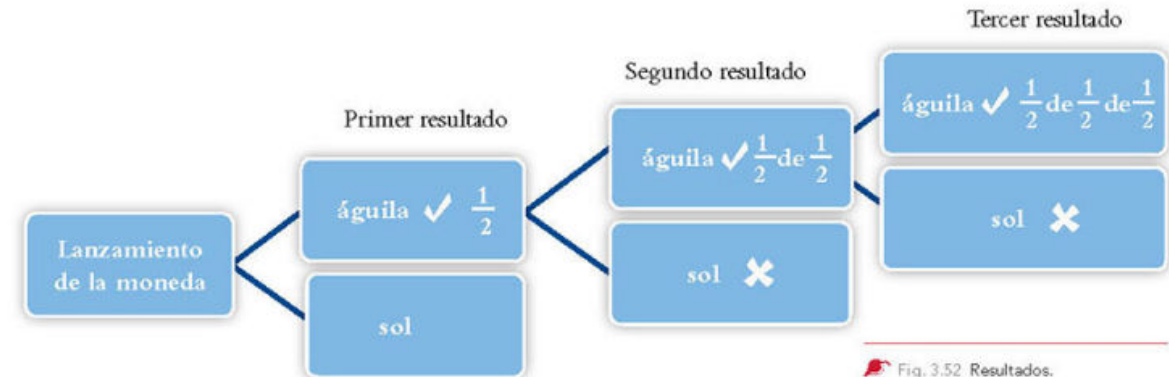 Lanzamiento
de la moneda
Primer resultado
águila ✓ 1/2
sol
Segundo resultado
águila ✓ 1/2 de 1/2
sol ✖
Tercer resultado
águila ✓ 1/2 de 1/2 de 1/2
sol ✖
Fig. 3.52 Resultados.